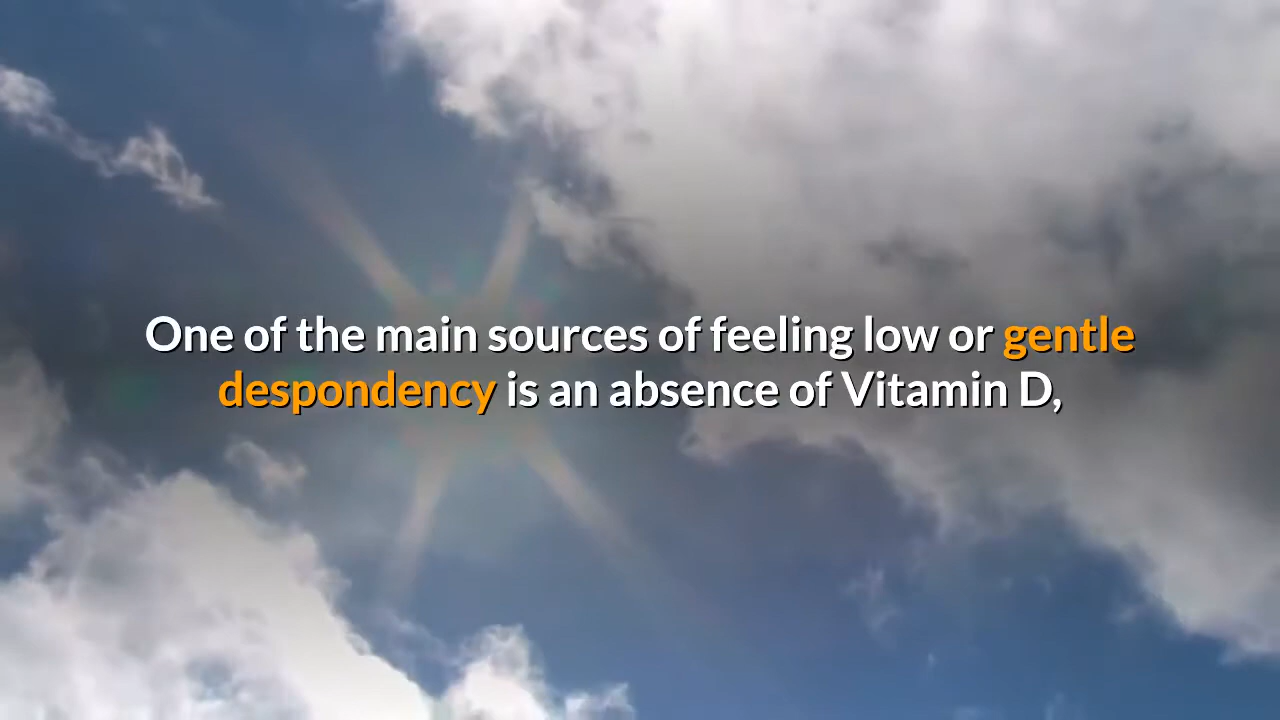 One of the main sources of feeling low or gentle
despondency is an absence of Vitamin D,